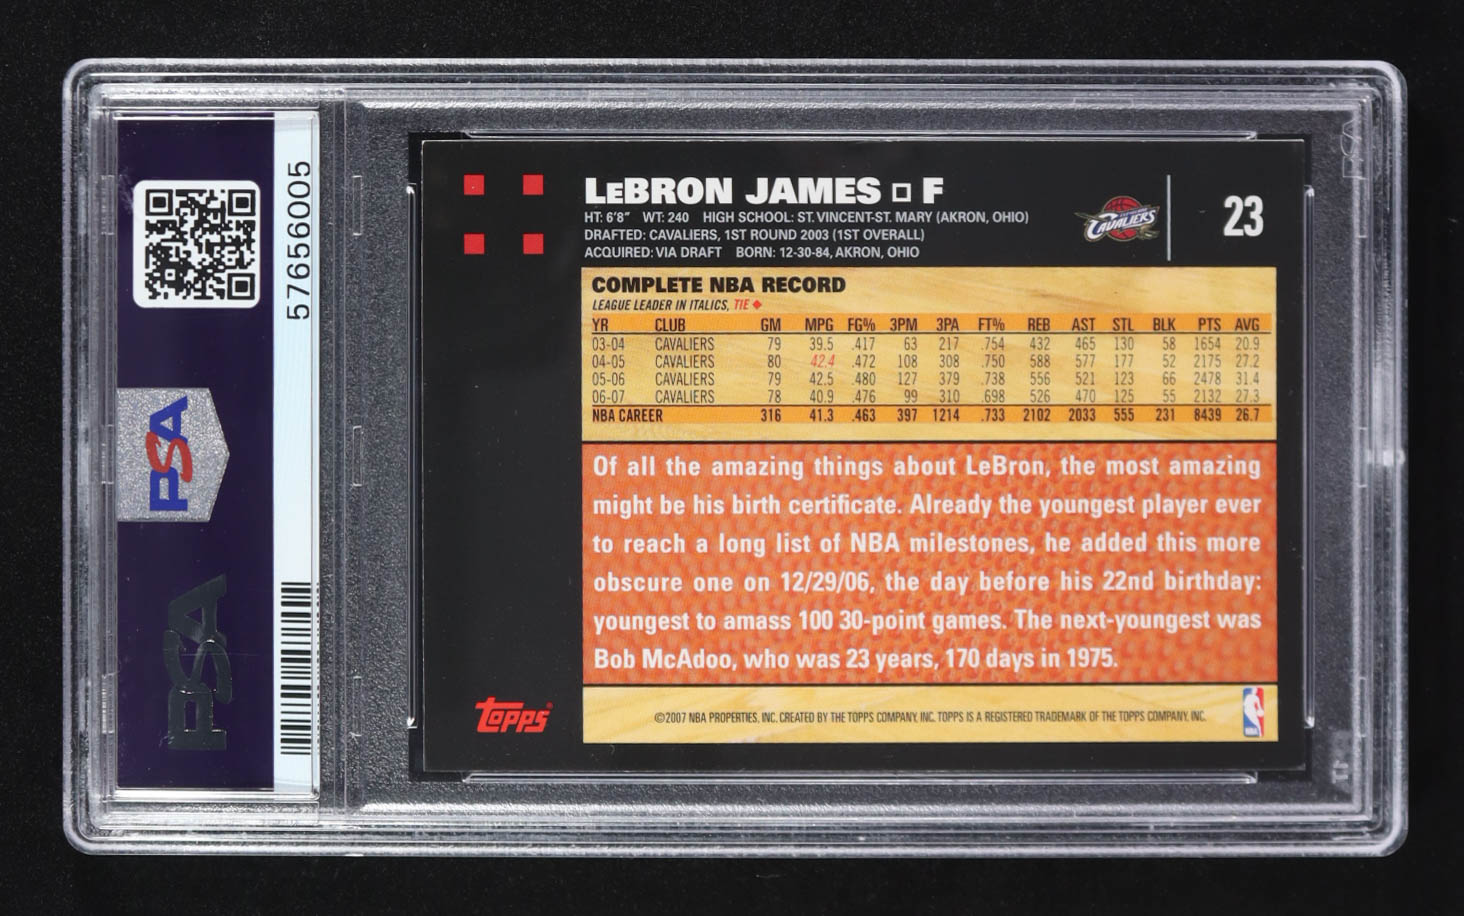 57656005
PSA
PSA
LEBRON JAMES F
HT: 6'8" WT: 240 HIGH SCHOOL: ST. VINCENT-ST. MARY (AKRON, OHIO)
DRAFTED: CAVALIERS, 1ST ROUND 2003 (1ST OVERALL)
ACQUIRED: VIA DRAFT BORN: 12-30-84, AKRON, OHIO
CAVALIERS
23
COMPLETE NBA RECORD
LEAGUE LEADER IN ITALICS, TIE ◆
YR CLUB GM MPG FG% 3PM 3PA FT% REB AST STL BLK PTS AVG
03-04 CAVALIERS 79 39.5 .417 63 217 .754 432 465 130 58 1654 20.9
04-05 CAVALIERS 80 42.4 .472 108 308 .750 588 577 177 52 2175 27.2
05-06 CAVALIERS 79 42.5 .480 127 379 .738 556 521 123 66 2478 31.4
06-07 CAVALIERS 78 40.9 .476 99 310 .698 526 470 125 55 2132 27.3
NBA CAREER 316 41.3 .463 397 1214 .733 2102 2033 555 231 8439 26.7
Of all the amazing things about LeBron, the most amazing
might be his birth certificate. Already the youngest player ever
to reach a long list of NBA milestones, he added this more
obscure one on 12/29/06, the day before his 22nd birthday:
youngest to amass 100 30-point games. The next-youngest was
Bob McAdoo, who was 23 years, 170 days in 1975.
Topps®
©2007 NBA PROPERTIES, INC. CREATED BY THE TOPPS COMPANY, INC. TOPPS IS A REGISTERED TRADEMARK OF THE TOPPS COMPANY, INC.
NBA